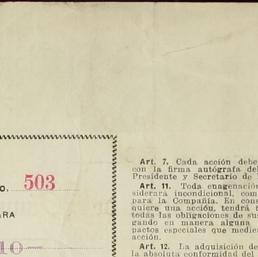 o. 503
ARA
10
Art. 7. Cada acción debe
con la firma autógrafa del
Presidente y Secretario de
Art. 11. Toda enagenación
siderará incondicional, com
para la Compañía. En cons
quiere una acción, tendrá
todas las obligaciones de sus
gando en manera alguna
pactos especiales que medie
acción.
Art. 12. La adquisición de
la absoluta conformidad del